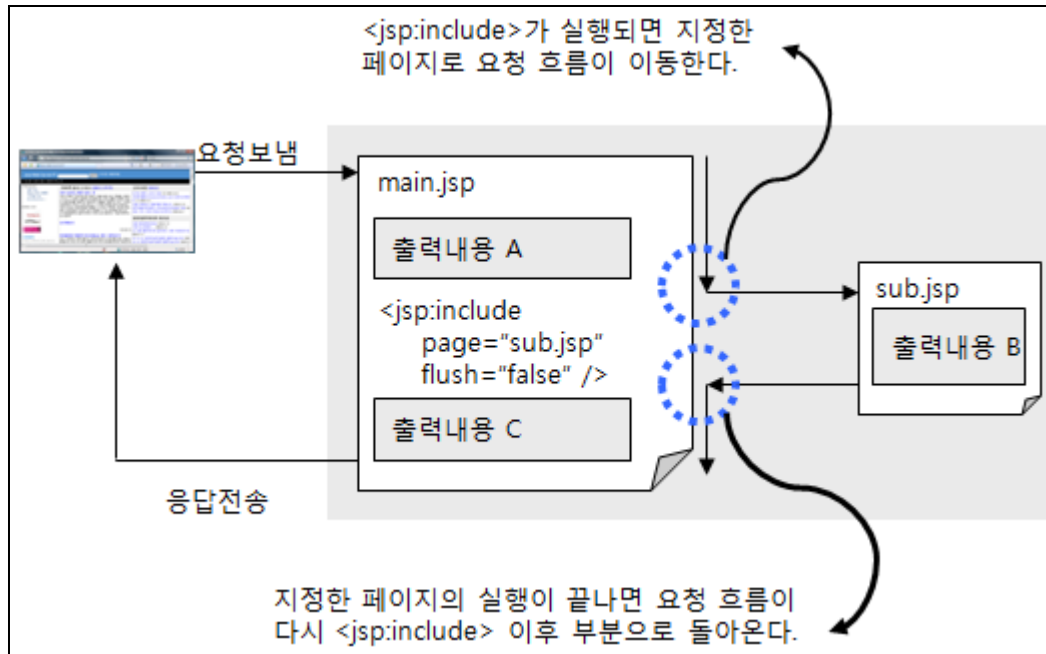 <jsp:include>가 실행되면 지정한
페이지로 요청 흐름이 이동한다.
요청보냄
main.jsp
출력내용 A
<jsp:include
page="sub.jsp"
flush="false" />
출력내용 C
sub.jsp
출력내용 B
응답전송
지정한 페이지의 실행이 끝나면 요청 흐름이
다시 <jsp:include> 이후 부분으로 돌아온다.